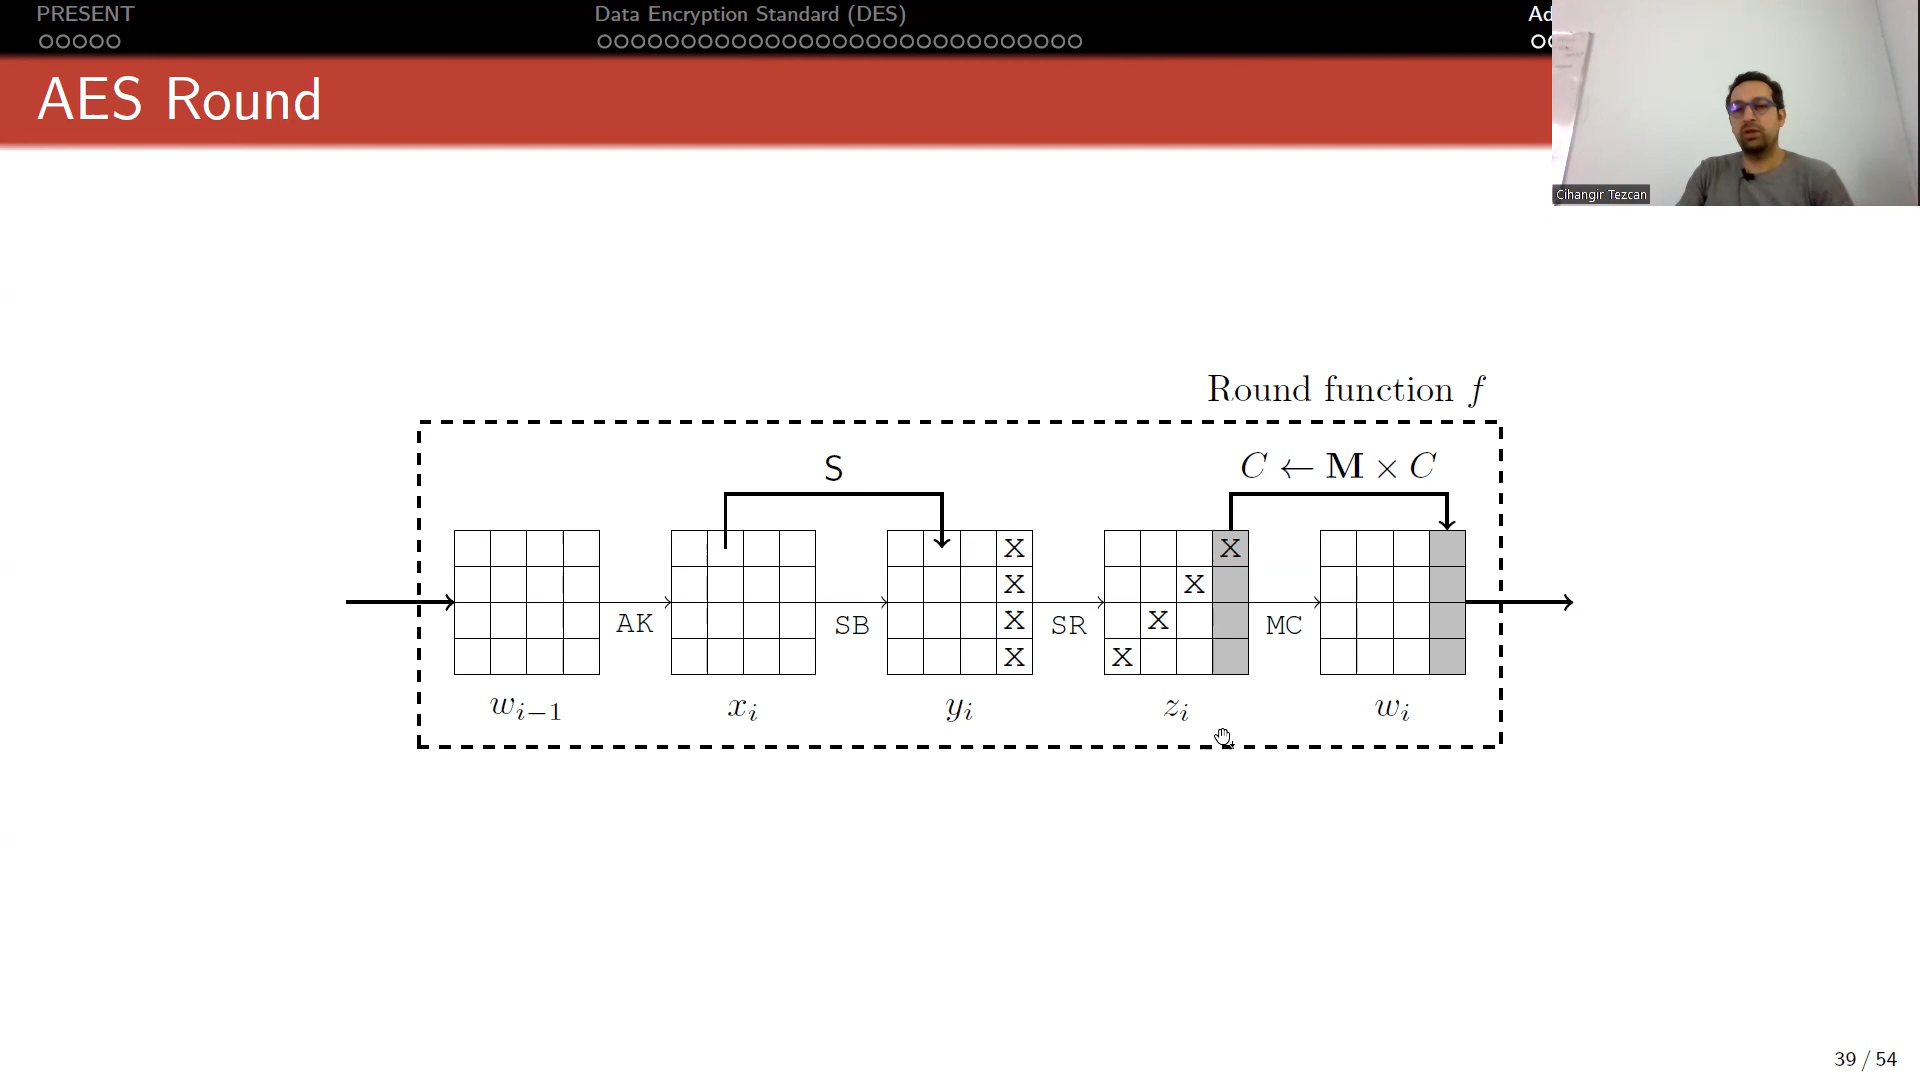 PRESENT
Data Encryption Standard (DES)
Ad
AES Round
Cihangir Tezcan
Round function f
S
C ← M × C
X X
X X
X X
X X
AK
SB
SR
MC
w_{i−1}
x_i
y_i
z_i
w_i
39 / 54